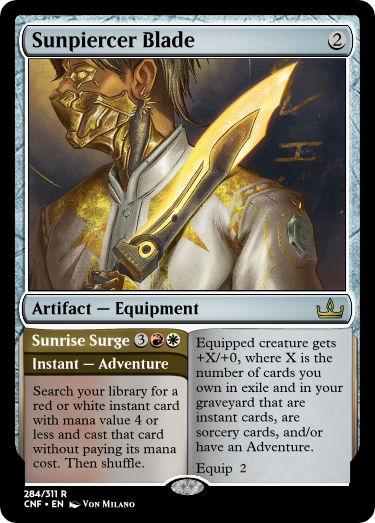 Sunpiercer Blade 2
Artifact — Equipment
Sunrise Surge 3
Instant — Adventure
Search your library for a
red or white instant card
with mana value 4 or
less and cast that card
without paying its mana
cost. Then shuffle.
Equipped creature gets
+X/+0, where X is the
number of cards you
own in exile and in your
graveyard that are
instant cards, are
sorcery cards, and/or
have an Adventure.
Equip 2
284/311 R
CNF • EN Von Milano